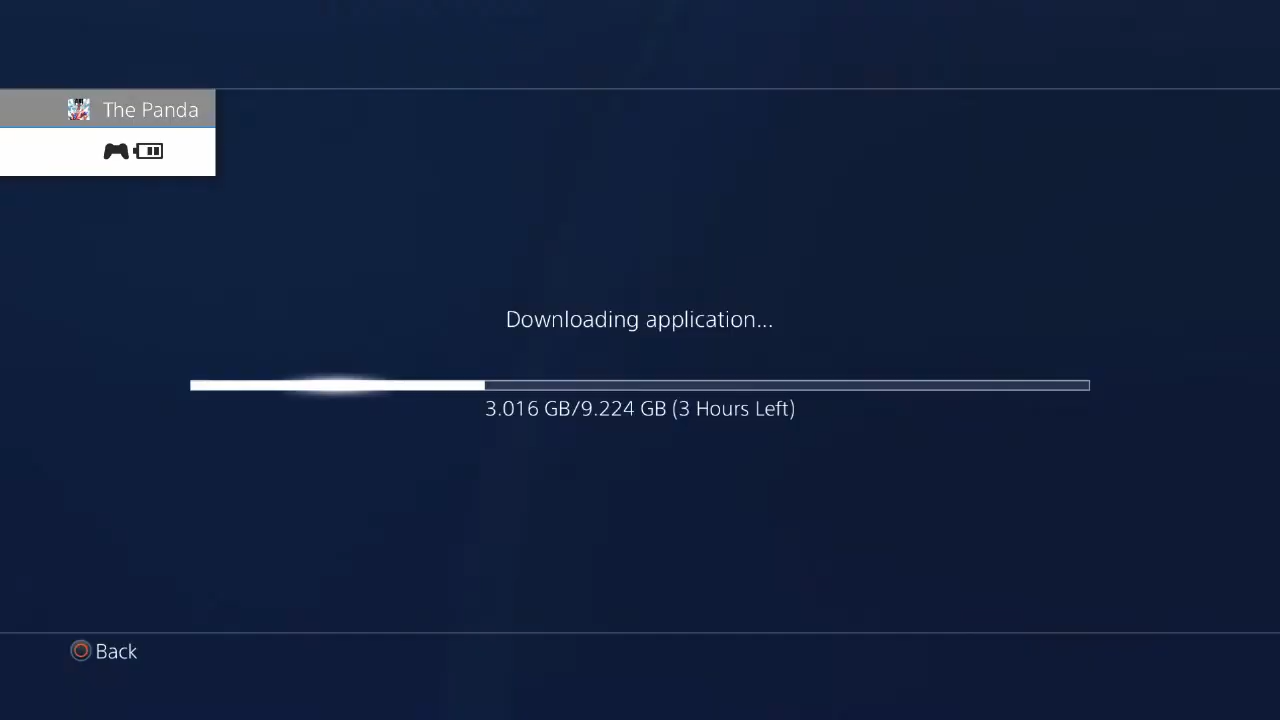 The Panda
Downloading application...
3.016 GB/9.224 GB (3 Hours Left)
Back